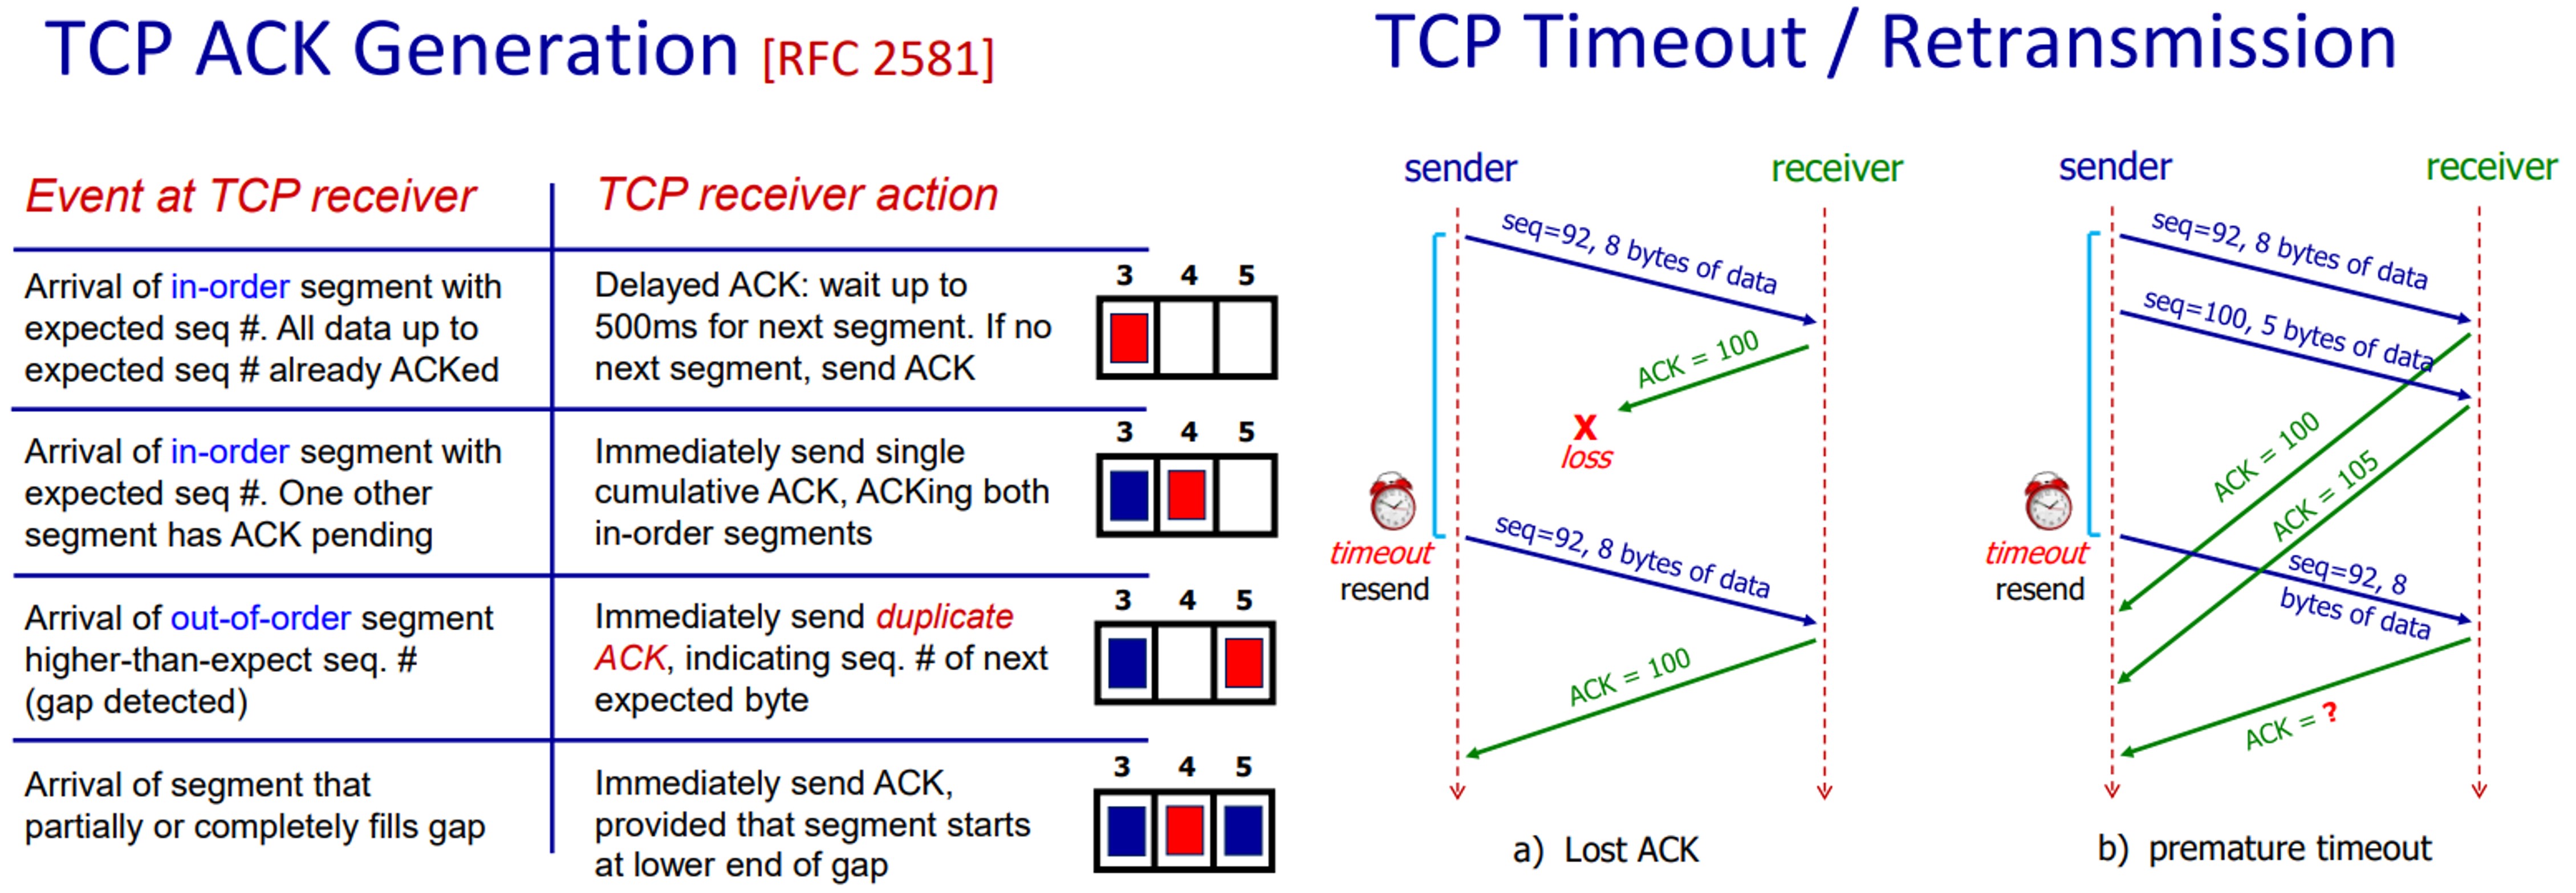 TCP ACK Generation [RFC 2581]
Event at TCP receiver
TCP receiver action
Arrival of in-order segment with
expected seq #. All data up to
expected seq # already ACKed
Delayed ACK: wait up to
500ms for next segment. If no
next segment, send ACK
3 4 5
Arrival of in-order segment with
expected seq #. One other
segment has ACK pending
Immediately send single
cumulative ACK, ACKing both
in-order segments
3 4 5
Arrival of out-of-order segment
higher-than-expect seq. #
(gap detected)
Immediately send duplicate
ACK, indicating seq. # of next
expected byte
3 4 5
Arrival of segment that
partially or completely fills gap
Immediately send ACK,
provided that segment starts
at lower end of gap
3 4 5
TCP Timeout / Retransmission
sender
receiver
seq=92, 8 bytes of data
ACK = 100
X
loss
timeout
resend
seq=92, 8 bytes of data
ACK = 100
a) Lost ACK
sender
receiver
seq=92, 8 bytes of data
seq=100, 5 bytes of data
ACK = 100
ACK = 105
timeout
resend
seq=92, 8
bytes of data
ACK = ?
b) premature timeout